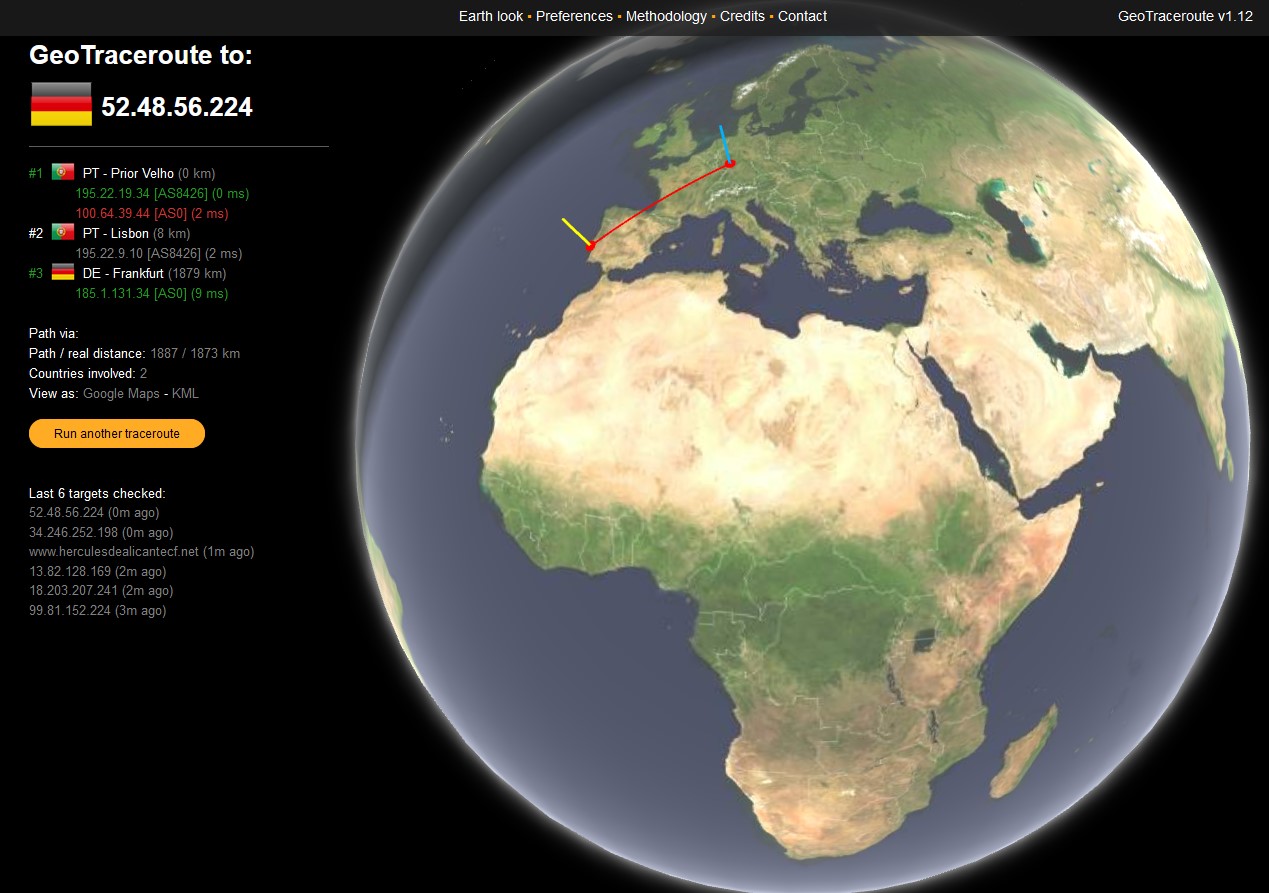 Earth look ▪ Preferences ▪ Methodology ▪ Credits ▪ Contact
GeoTraceroute v1.12
GeoTraceroute to:
52.48.56.224
#1 PT - Prior Velho (0 km)
195.22.19.34 [AS8426] (0 ms)
100.64.39.44 [AS0] (2 ms)
#2 PT - Lisbon (8 km)
195.22.9.10 [AS8426] (2 ms)
#3 DE - Frankfurt (1879 km)
185.1.131.34 [AS0] (9 ms)
Path via:
Path / real distance: 1887 / 1873 km
Countries involved: 2
View as: Google Maps - KML
Run another traceroute
Last 6 targets checked:
52.48.56.224 (0m ago)
34.246.252.198 (0m ago)
www.herculesdealicantecf.net (1m ago)
13.82.128.169 (2m ago)
18.203.207.241 (2m ago)
99.81.152.224 (3m ago)